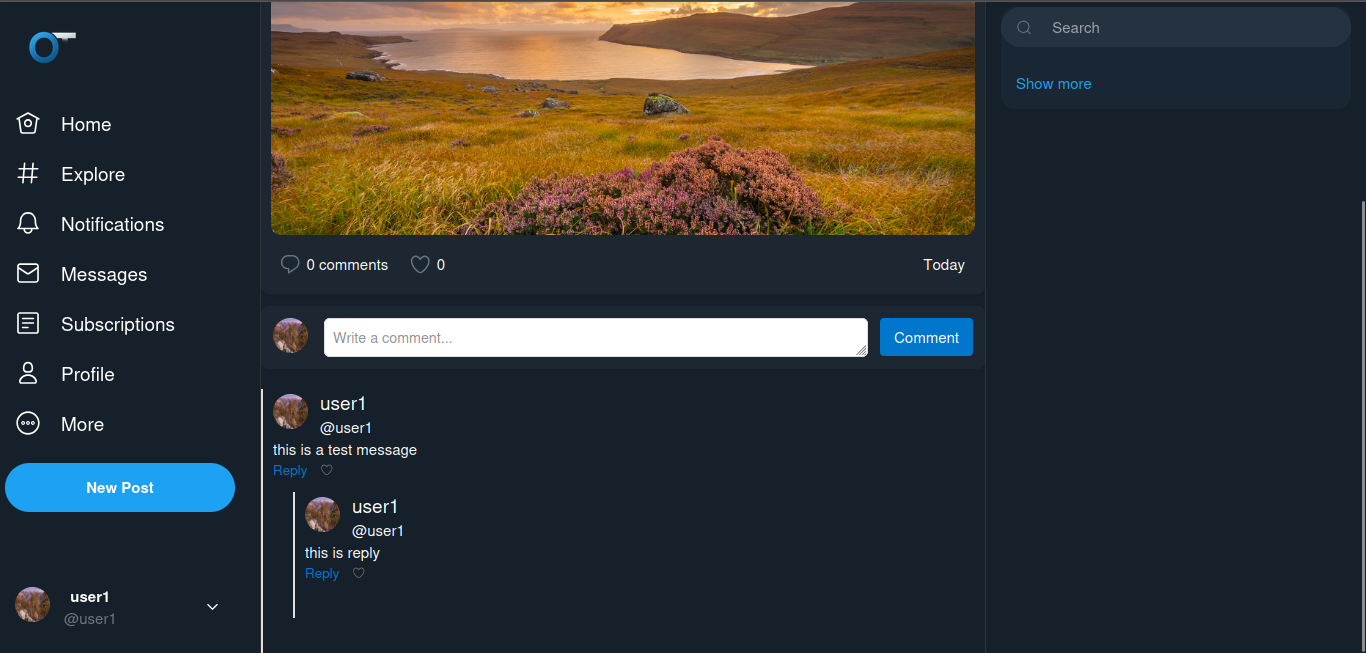 Home
Explore
Notifications
Messages
Subscriptions
Profile
More
New Post
user1
@user1
0 comments
0
Today
Write a comment...
Comment
user1
@user1
this is a test message
Reply
user1
@user1
this is reply
Reply
Search
Show more